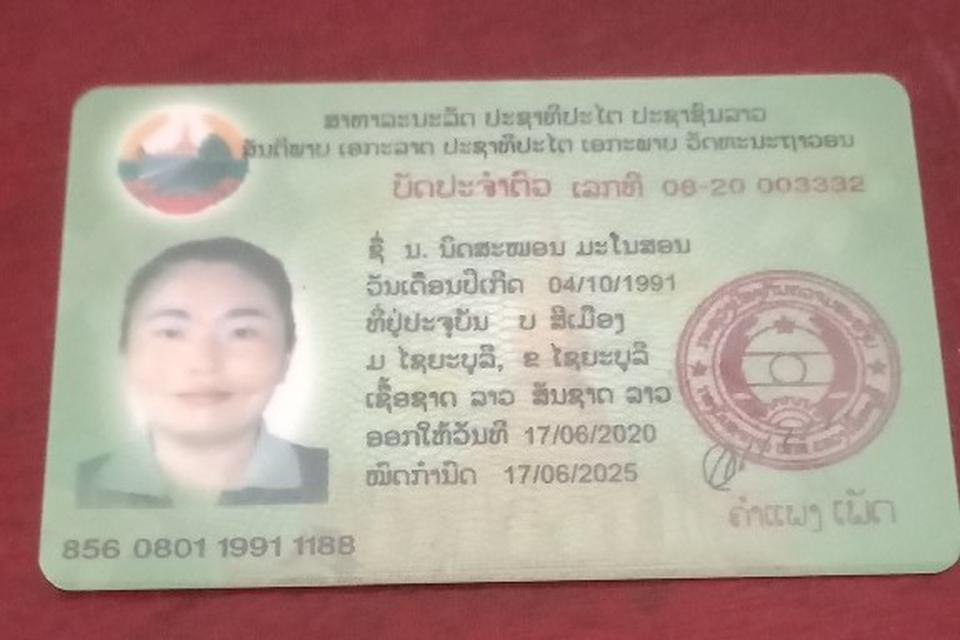 ສາທາລະນະລັດ ປະຊາທິປະໄຕ ປະຊາຊົນລາວ
ສັນຕິພາບ ເອກະລາດ ປະຊາທິປະໄຕ ເອກະພາບ ວັດທະນະຖາວອນ
ບັດປະຈຳຕົວ ເລກທີ 08-20 003332
ຊື່ ນ. ນິດສະໝອນ ມະໂນສອນ
ວັນເດືອນປີເກີດ 04/10/1991
ທີ່ຢູ່ປະຈຸບັນ ບ ສີເມືອງ
ມ ໄຊຍະບູລີ, ຂ ໄຊຍະບູລີ
ເຊື້ອຊາດ ລາວ ສັນຊາດ ລາວ
ອອກໃຫ້ວັນທີ 17/06/2020
ໝົດກຳນົດ 17/06/2025
ຄຳແພງ ເພັດ
856 0801 1991 1188